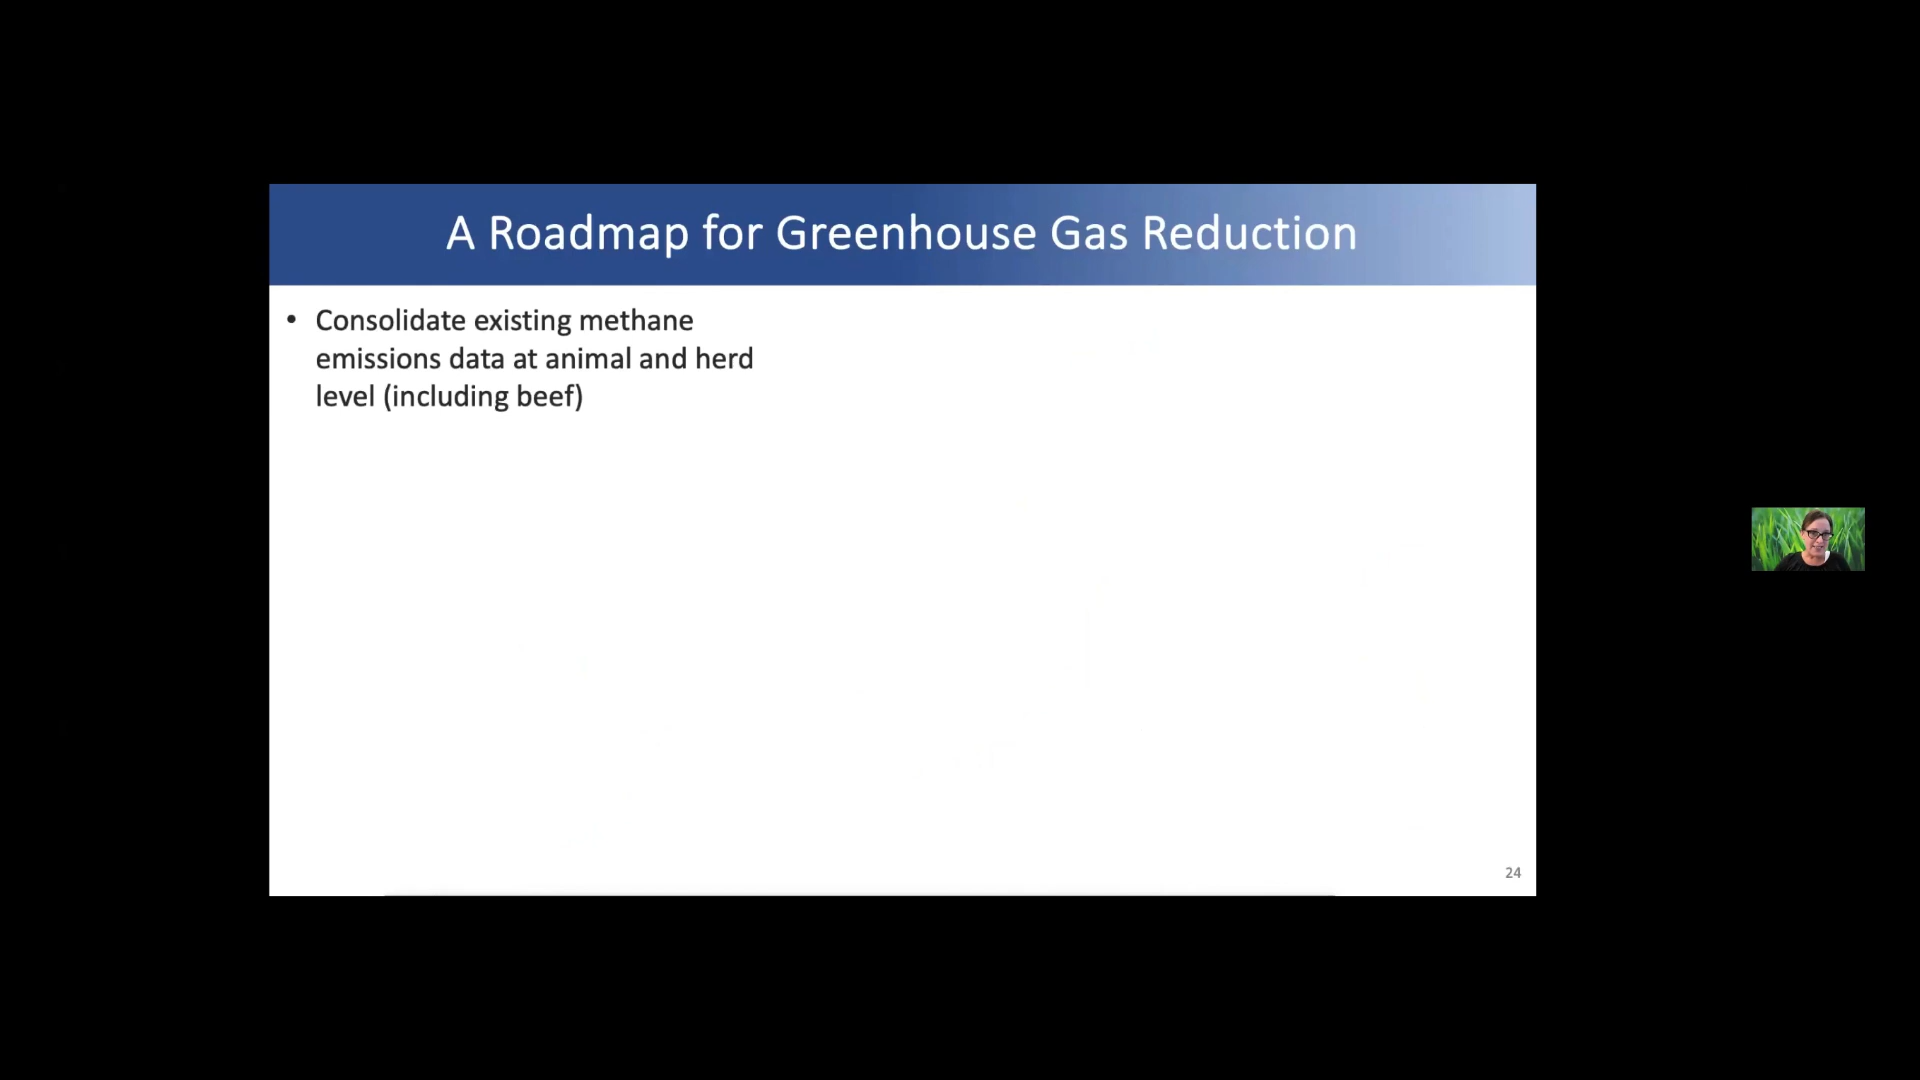 A Roadmap for Greenhouse Gas Reduction
• Consolidate existing methane
emissions data at animal and herd
level (including beef)
24